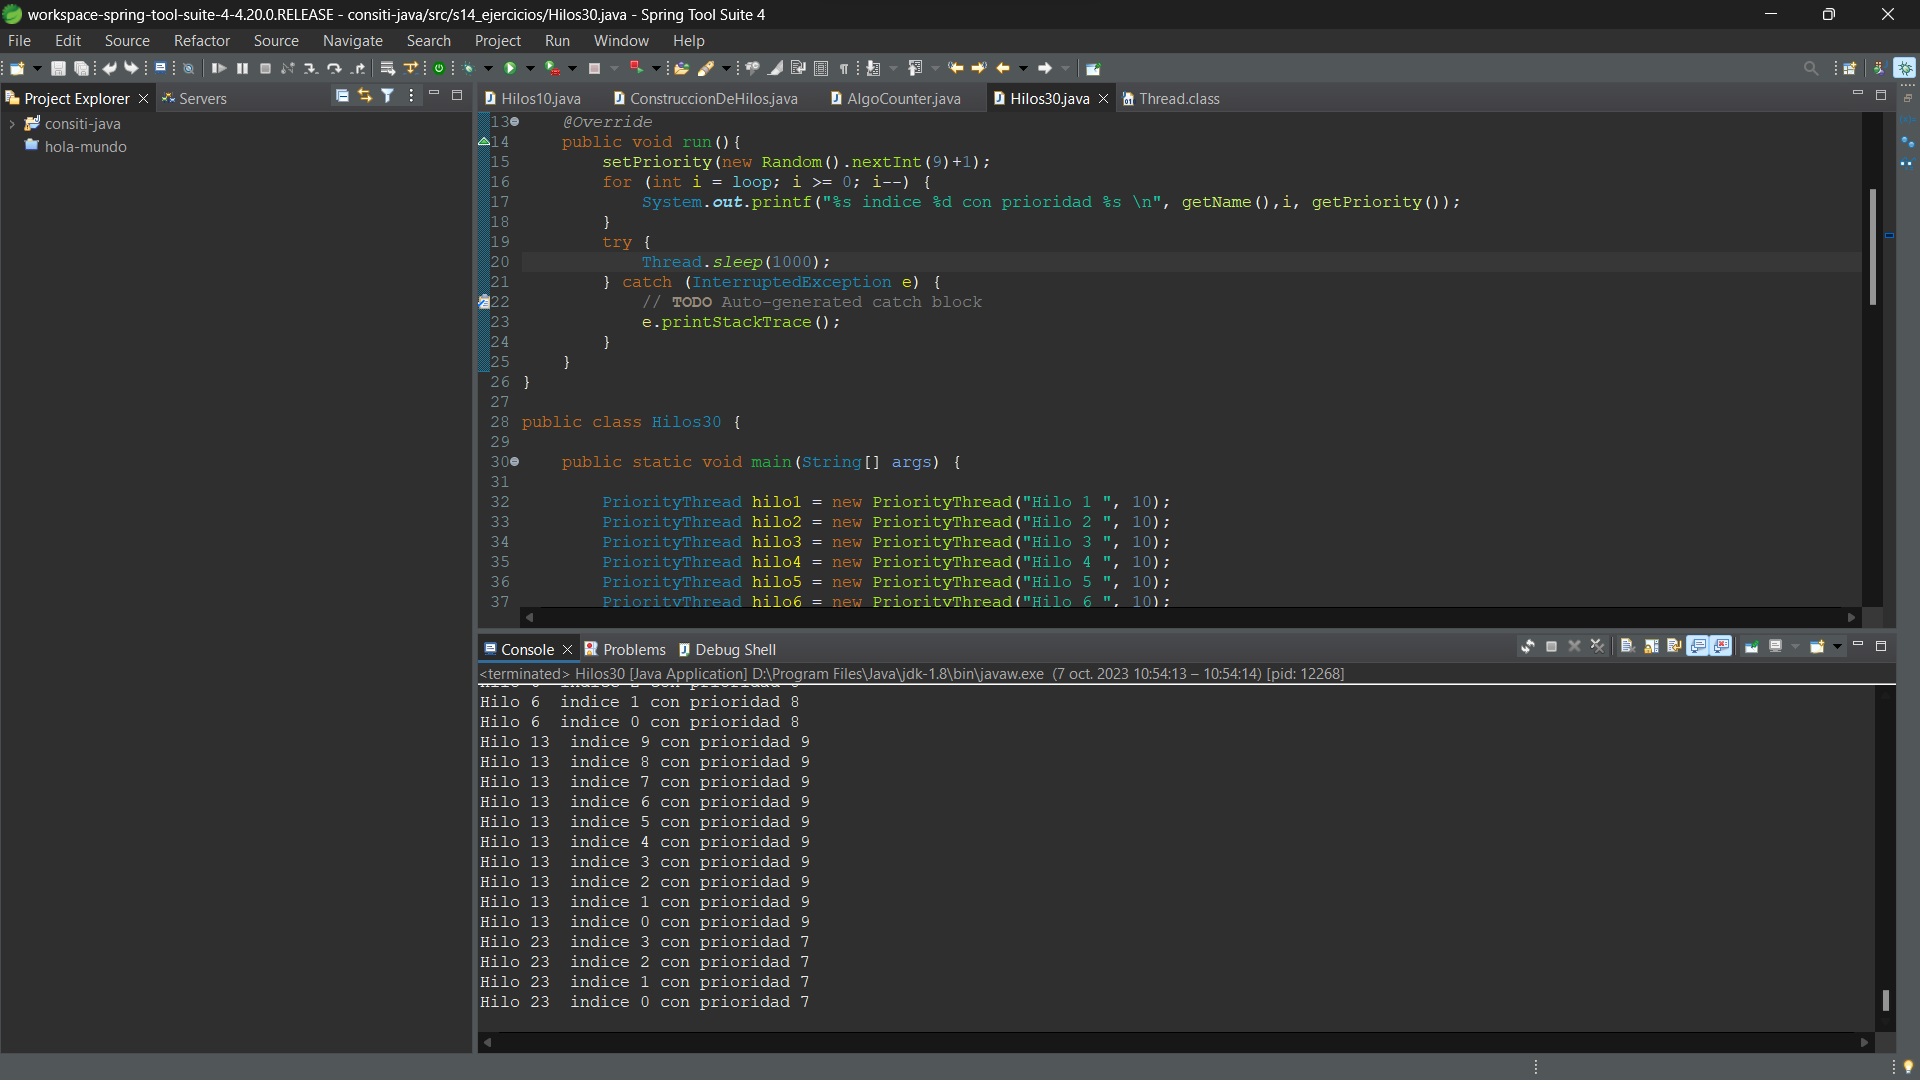 workspace-spring-tool-suite-4-4.20.0.RELEASE - consiti-java/src/s14_ejercicios/Hilos30.java - Spring Tool Suite 4
File Edit Source Refactor Source Navigate Search Project Run Window Help
Project Explorer Servers
consiti-java
hola-mundo
Hilos10.java ConstruccionDeHilos.java AlgoCounter.java Hilos30.java Thread.class
13 @Override
14 public void run(){
15 setPriority(new Random().nextInt(9)+1);
16 for (int i = loop; i >= 0; i--) {
17 System.out.printf("%s indice %d con prioridad %s \n", getName(),i, getPriority());
18 }
19 try {
20 Thread.sleep(1000);
21 } catch (InterruptedException e) {
22 // TODO Auto-generated catch block
23 e.printStackTrace();
24 }
25 }
26 }
27
28 public class Hilos30 {
29
30 public static void main(String[] args) {
31
32 PriorityThread hilo1 = new PriorityThread("Hilo 1 ", 10);
33 PriorityThread hilo2 = new PriorityThread("Hilo 2 ", 10);
34 PriorityThread hilo3 = new PriorityThread("Hilo 3 ", 10);
35 PriorityThread hilo4 = new PriorityThread("Hilo 4 ", 10);
36 PriorityThread hilo5 = new PriorityThread("Hilo 5 ", 10);
37 PriorityThread hilo6 = new PriorityThread("Hilo 6 ", 10);
Console Problems Debug Shell
<terminated> Hilos30 [Java Application] D:\Program Files\Java\jdk-1.8\bin\javaw.exe (7 oct. 2023 10:54:13 – 10:54:14) [pid: 12268]
Hilo 6 indice 1 con prioridad 8
Hilo 6 indice 0 con prioridad 8
Hilo 13 indice 9 con prioridad 9
Hilo 13 indice 8 con prioridad 9
Hilo 13 indice 7 con prioridad 9
Hilo 13 indice 6 con prioridad 9
Hilo 13 indice 5 con prioridad 9
Hilo 13 indice 4 con prioridad 9
Hilo 13 indice 3 con prioridad 9
Hilo 13 indice 2 con prioridad 9
Hilo 13 indice 1 con prioridad 9
Hilo 13 indice 0 con prioridad 9
Hilo 23 indice 3 con prioridad 7
Hilo 23 indice 2 con prioridad 7
Hilo 23 indice 1 con prioridad 7
Hilo 23 indice 0 con prioridad 7